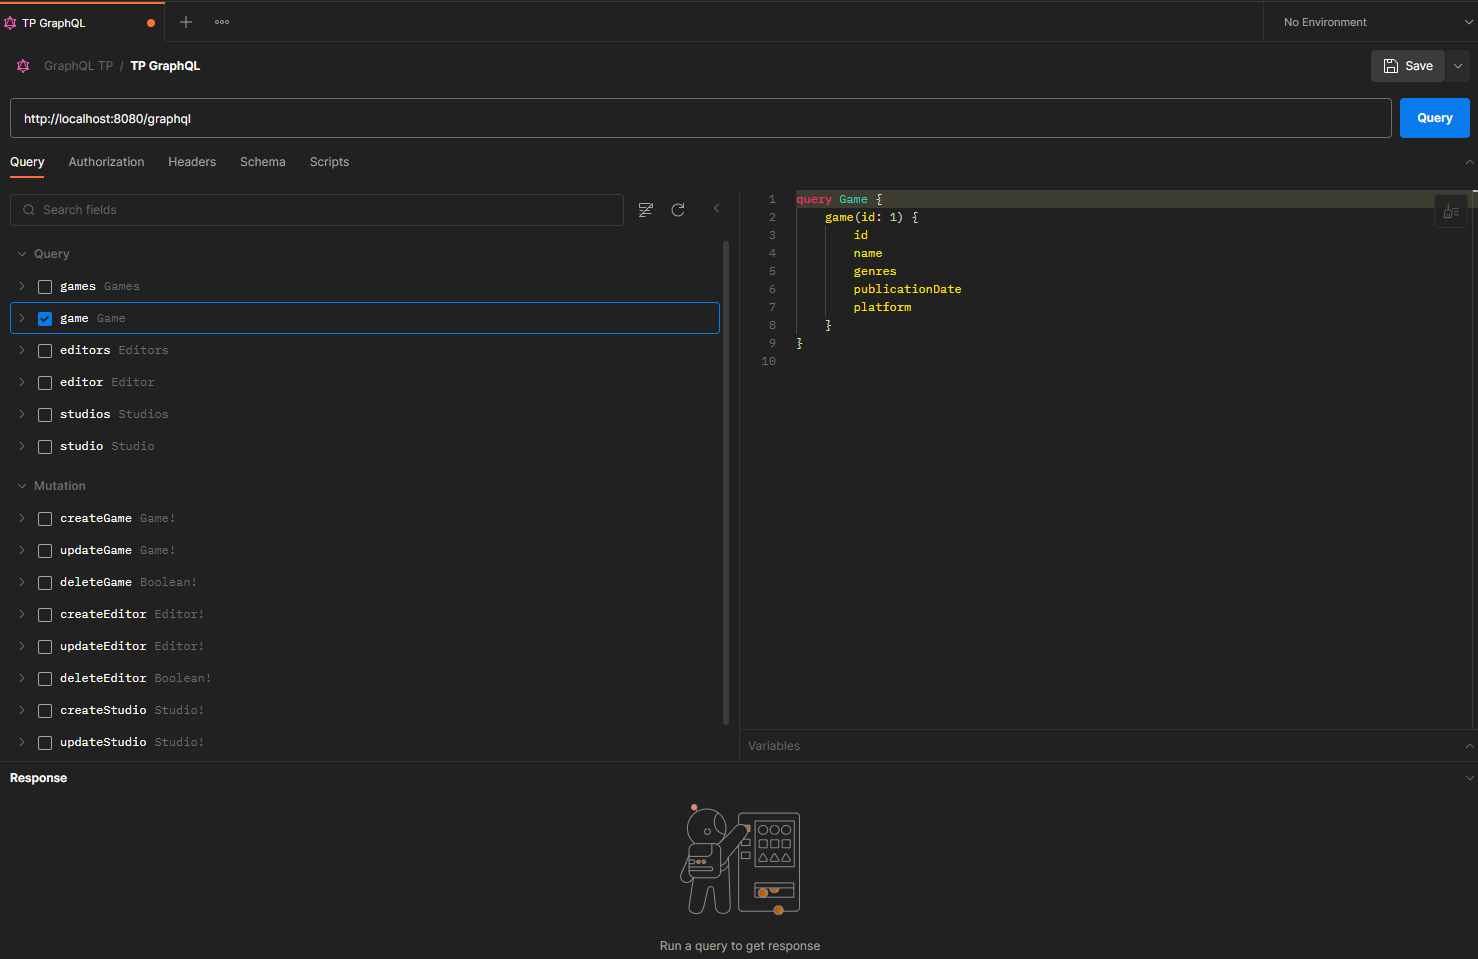 TP GraphQL
No Environment
GraphQL TP / TP GraphQL
Save
http://localhost:8080/graphql
Query
Query Authorization Headers Schema Scripts
Search fields
Query
games Games
game Game
editors Editors
editor Editor
studios Studios
studio Studio
Mutation
createGame Game!
updateGame Game!
deleteGame Boolean!
createEditor Editor!
updateEditor Editor!
deleteEditor Boolean!
createStudio Studio!
updateStudio Studio!
1 query Game {
2 game(id: 1) {
3 id
4 name
5 genres
6 publicationDate
7 platform
8 }
9 }
10
Variables
Response
Run a query to get response